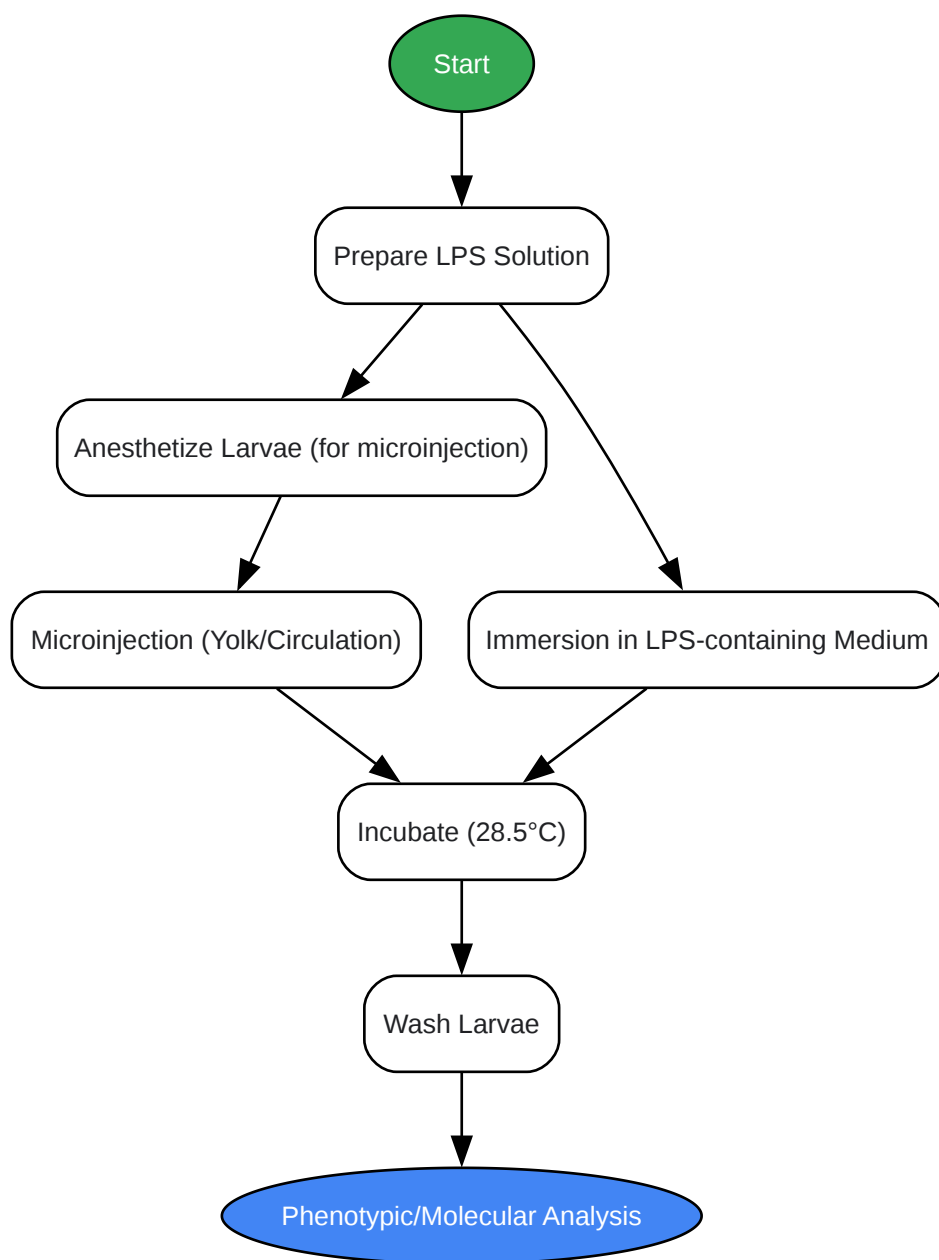 Start
Prepare LPS Solution
Anesthetize Larvae (for microinjection)
Microinjection (Yolk/Circulation)
Immersion in LPS-containing Medium
Incubate (28.5°C)
Wash Larvae
Phenotypic/Molecular Analysis